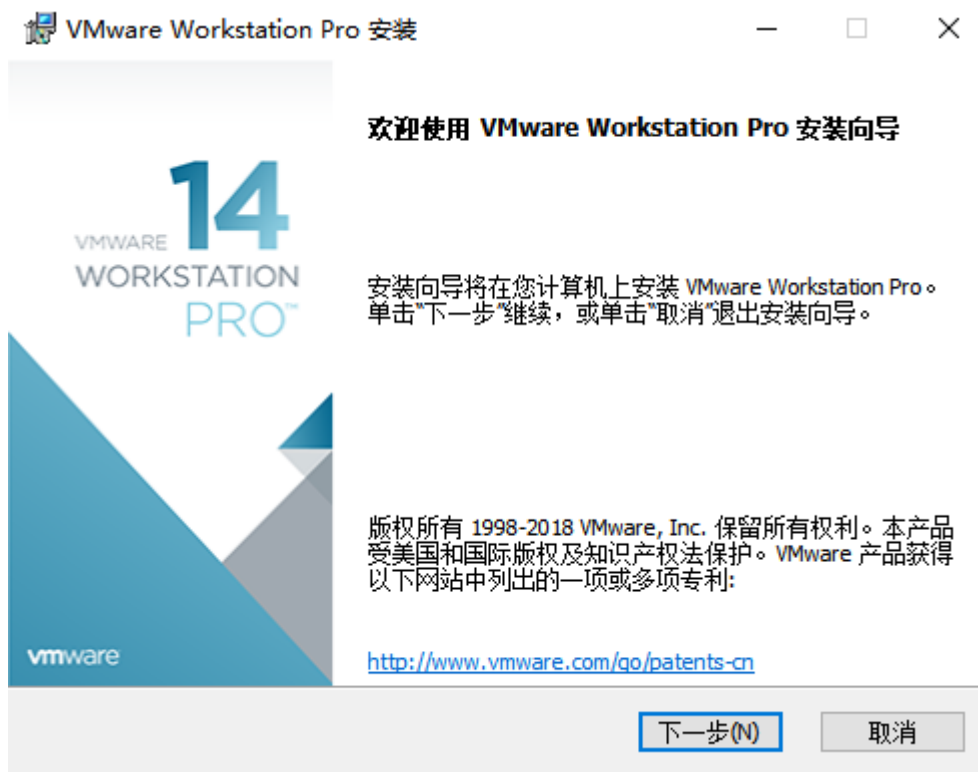 VMware Workstation Pro 安装
欢迎使用 VMware Workstation Pro 安装向导
14
VMWARE
WORKSTATION
PRO™
安装向导将在您计算机上安装 VMware Workstation Pro。
单击"下一步"继续，或单击"取消"退出安装向导。
版权所有 1998-2018 VMware, Inc. 保留所有权利。本产品
受美国和国际版权及知识产权法保护。VMware 产品获得
以下网站中列出的一项或多项专利:
vmware
http://www.vmware.com/go/patents-cn
下一步(N)
取消